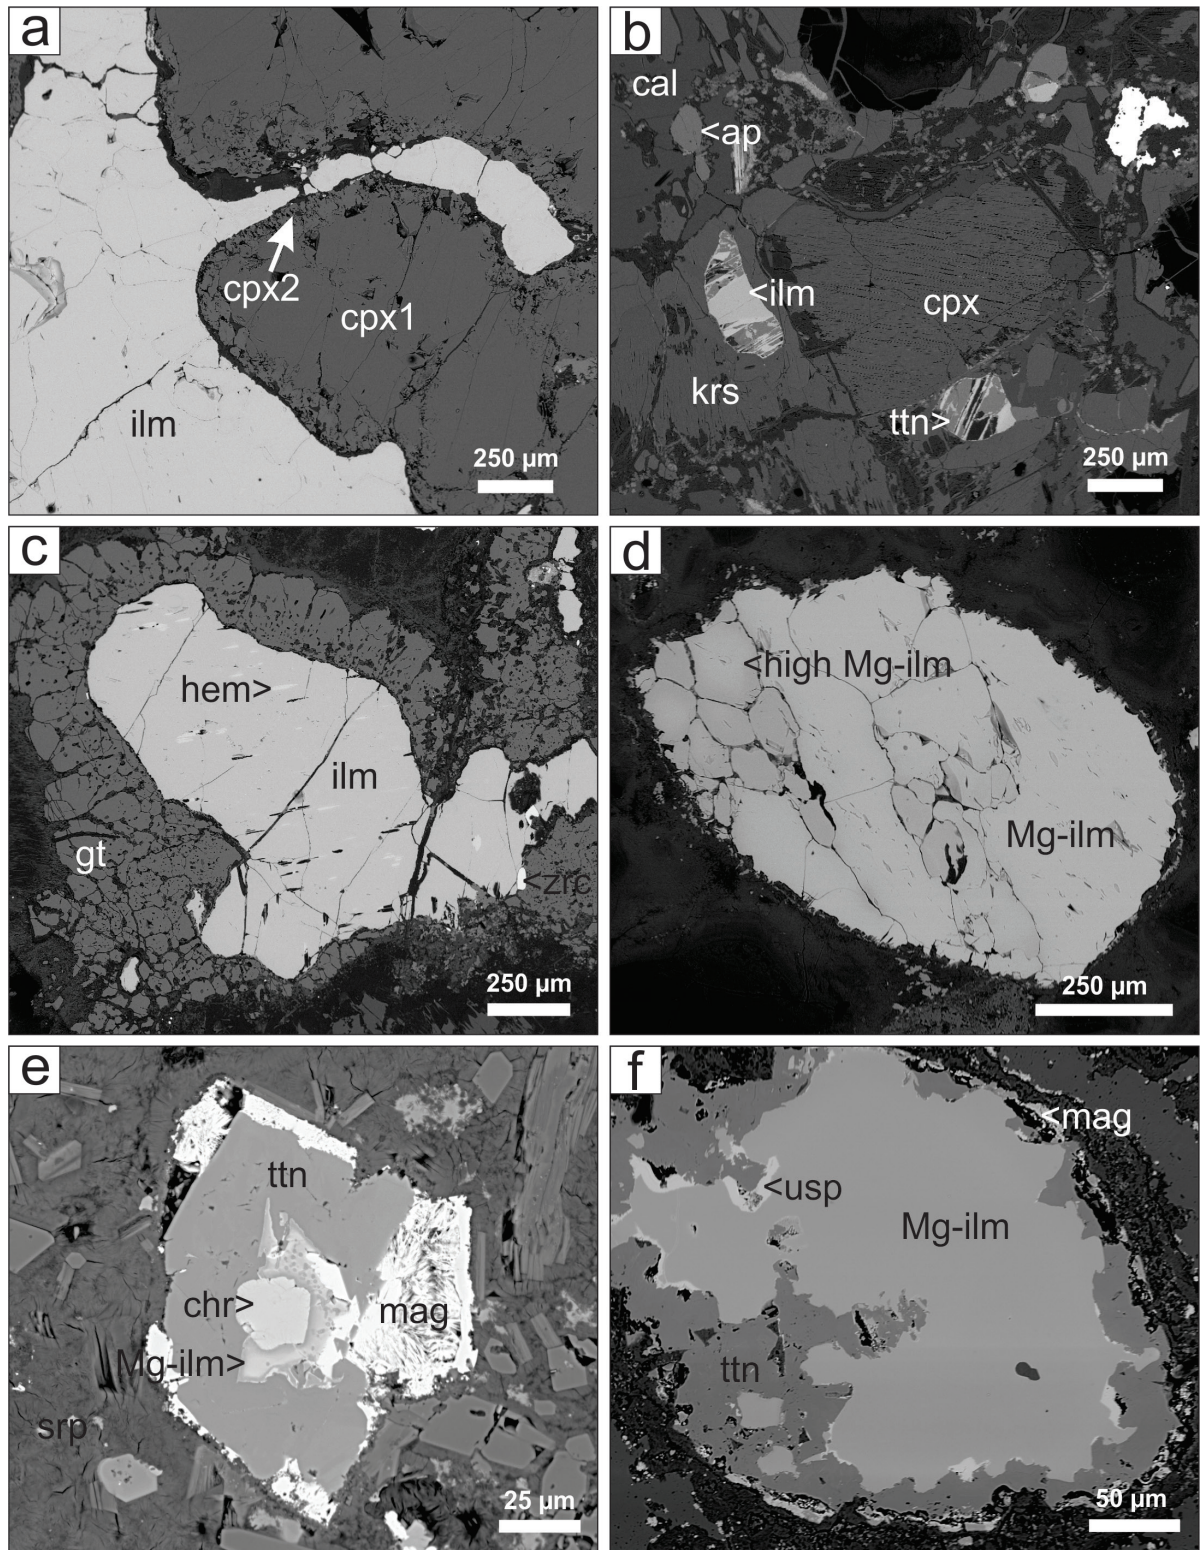 a
cpx2
cpx1
ilm
250 µm
b
cal
<ap
<ilm
cpx
krs
ttn>
250 µm
c
hem>
ilm
gt
<zrc
250 µm
d
<high Mg-ilm
Mg-ilm
250 µm
e
ttn
chr>
mag
Mg-ilm>
srp
25 µm
f
<mag
<usp
Mg-ilm
ttn
50 µm